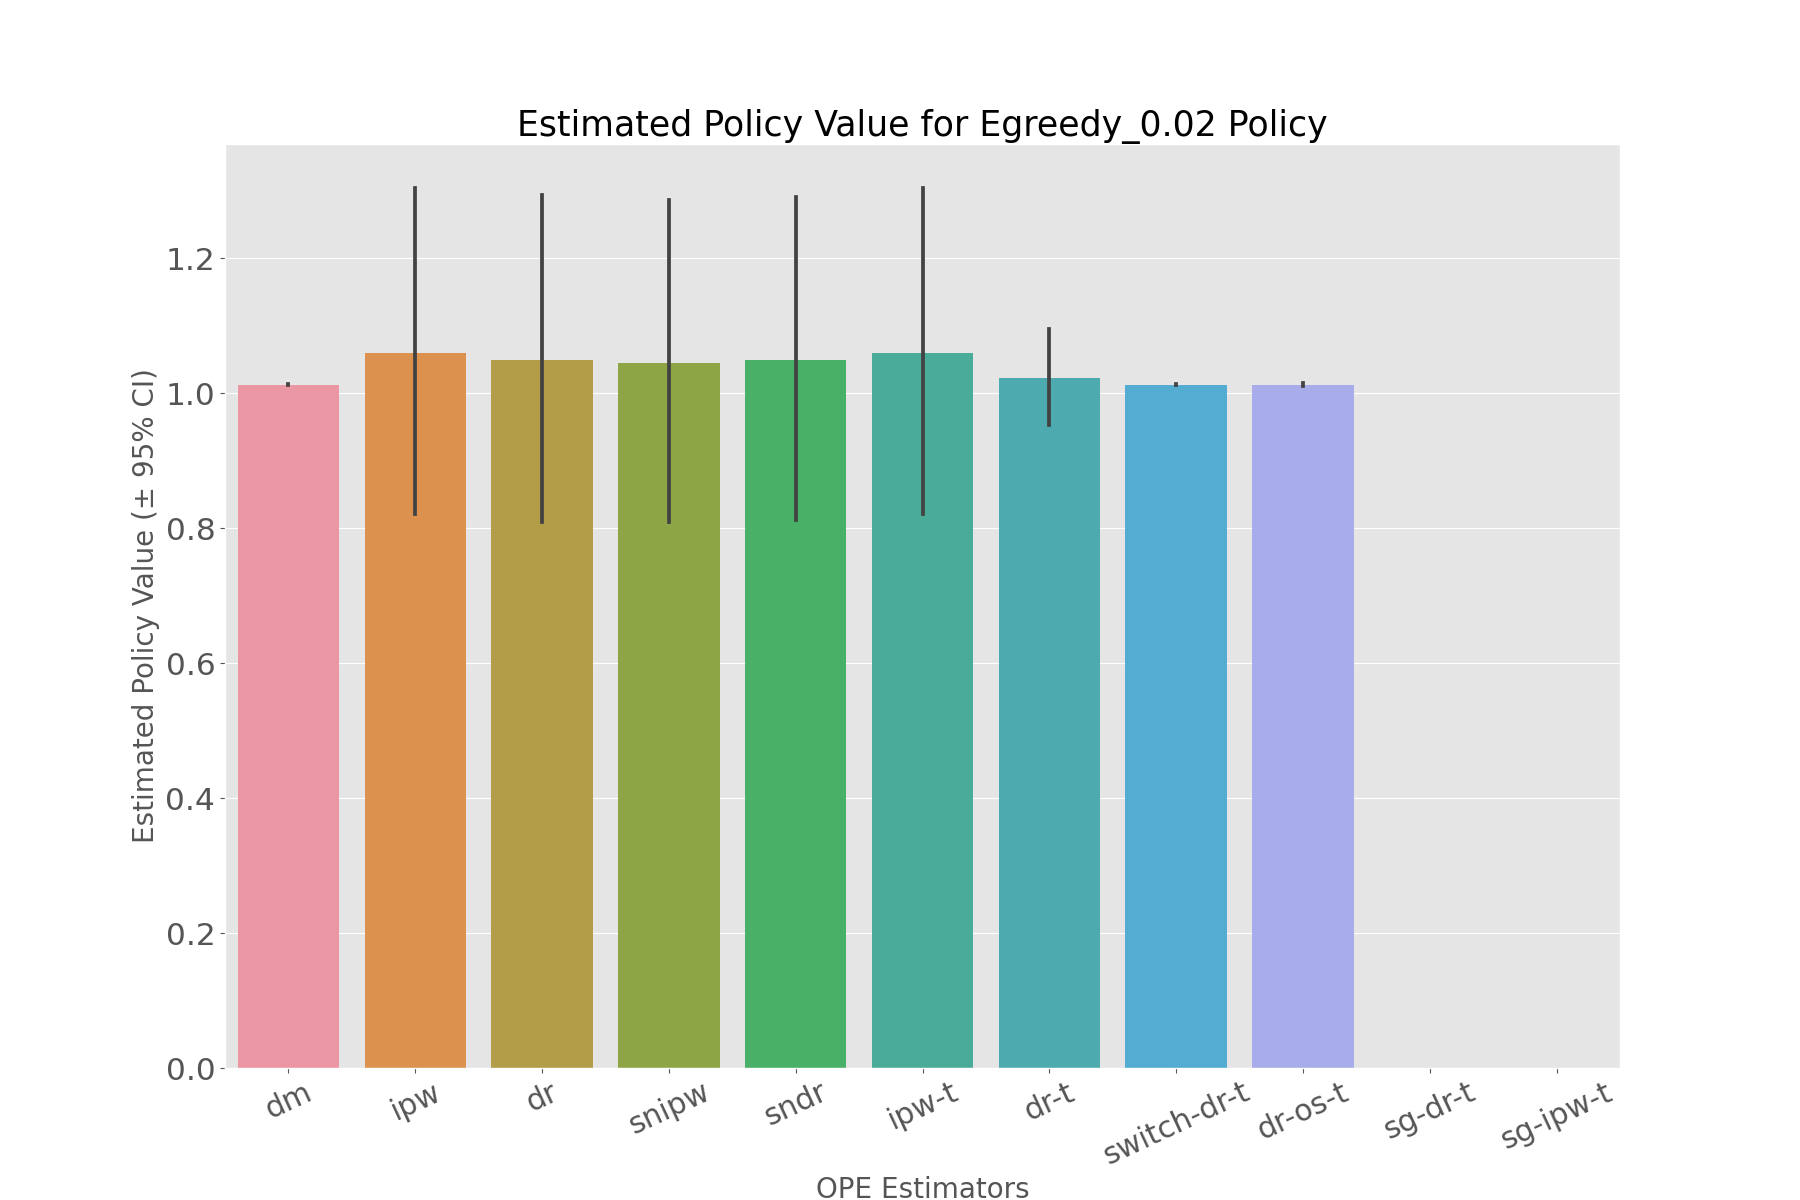 Estimated Policy Value for Egreedy_0.02 Policy
Estimated Policy Value (± 95% CI)
1.2
1.0
0.8
0.6
0.4
0.2
0.0
dm
ipw
dr
snipw
sndr
ipw-t
dr-t
switch-dr-t
dr-os-t
sg-dr-t
sg-ipw-t
OPE Estimators